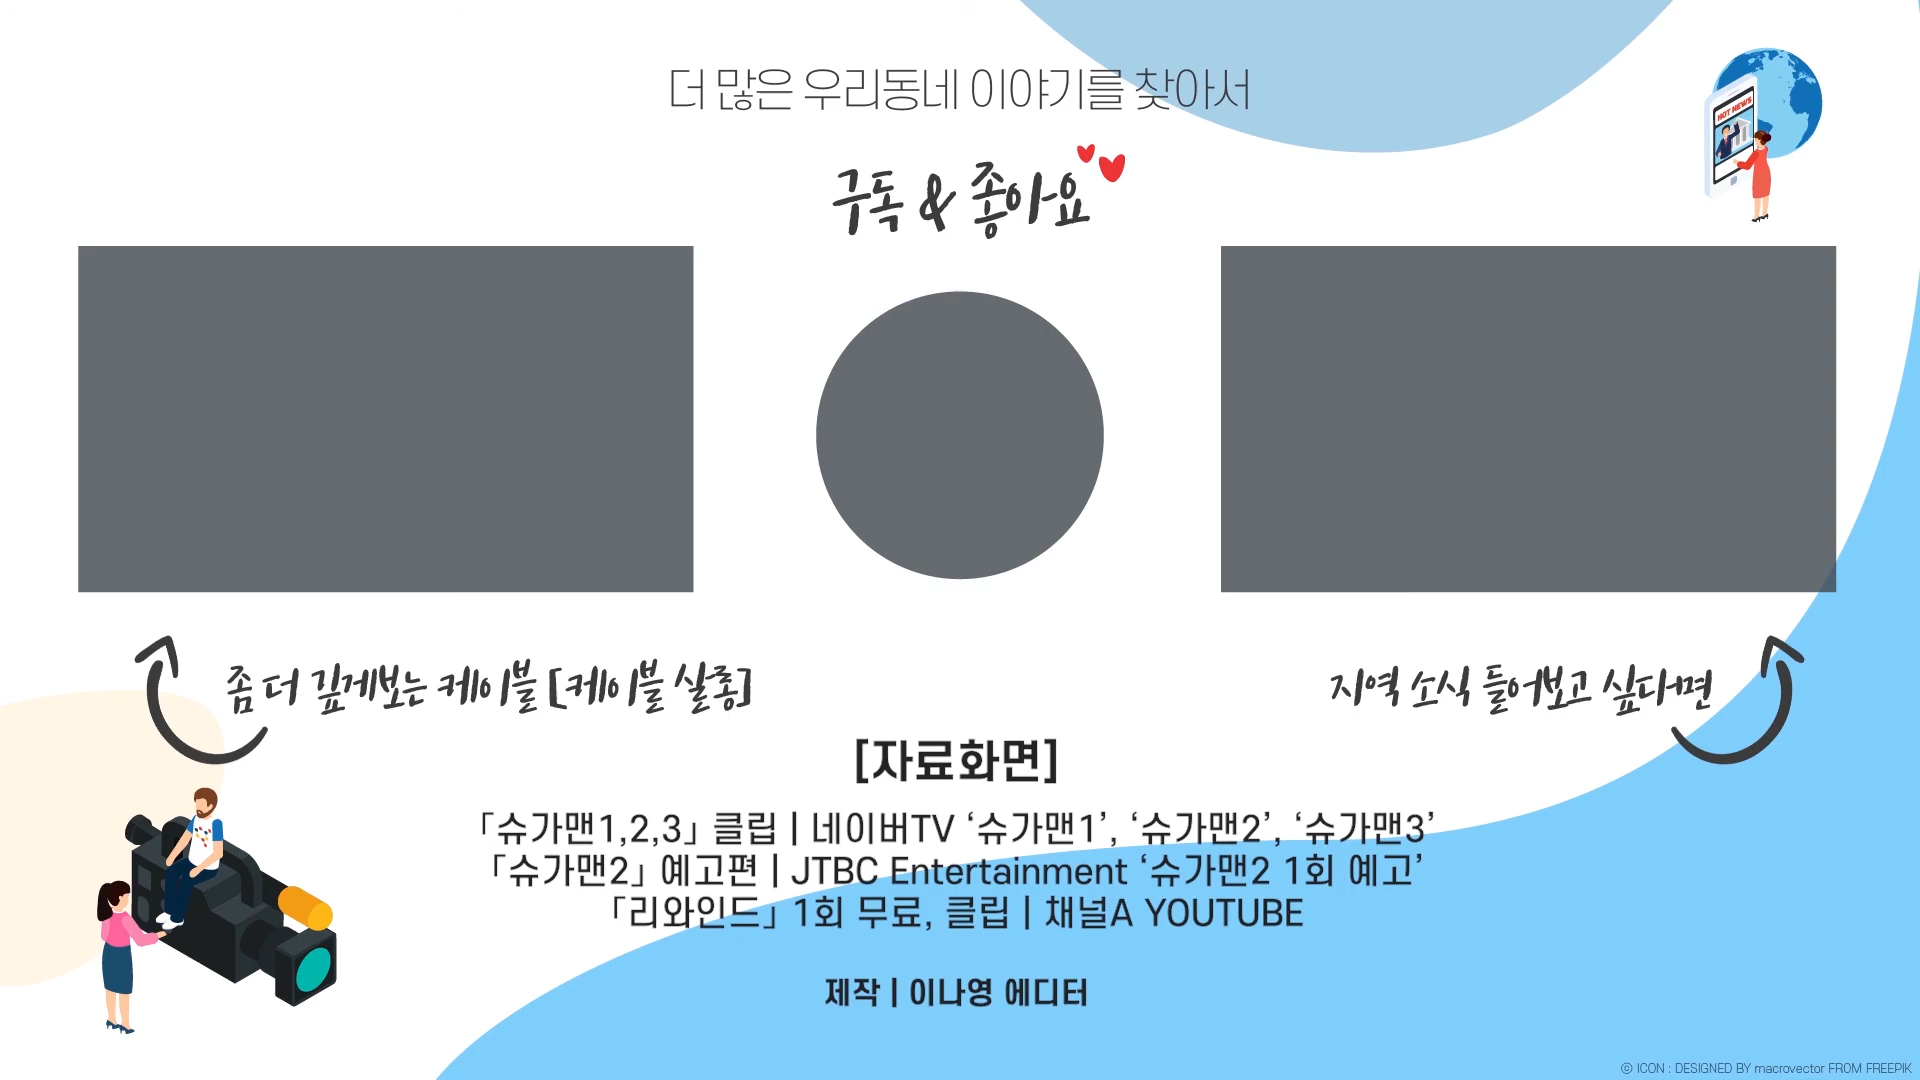 더 많은 우리동네 이야기를 찾아서
HOT NEWS
구독 & 좋아요
좀 더 깊게보는 케이블 [케이블 살롱]
지역 소식 들어보고 싶다면
[자료화면]
「슈가맨1,2,3」 클립 | 네이버TV ‘슈가맨1’, ‘슈가맨2’, ‘슈가맨3’
「슈가맨2」 예고편 | JTBC Entertainment ‘슈가맨2 1회 예고’
「리와인드」 1회 무료, 클립 | 채널A YOUTUBE
제작 | 이나영 에디터
ⓒ ICON : DESIGNED BY macrovector FROM FREEPIK